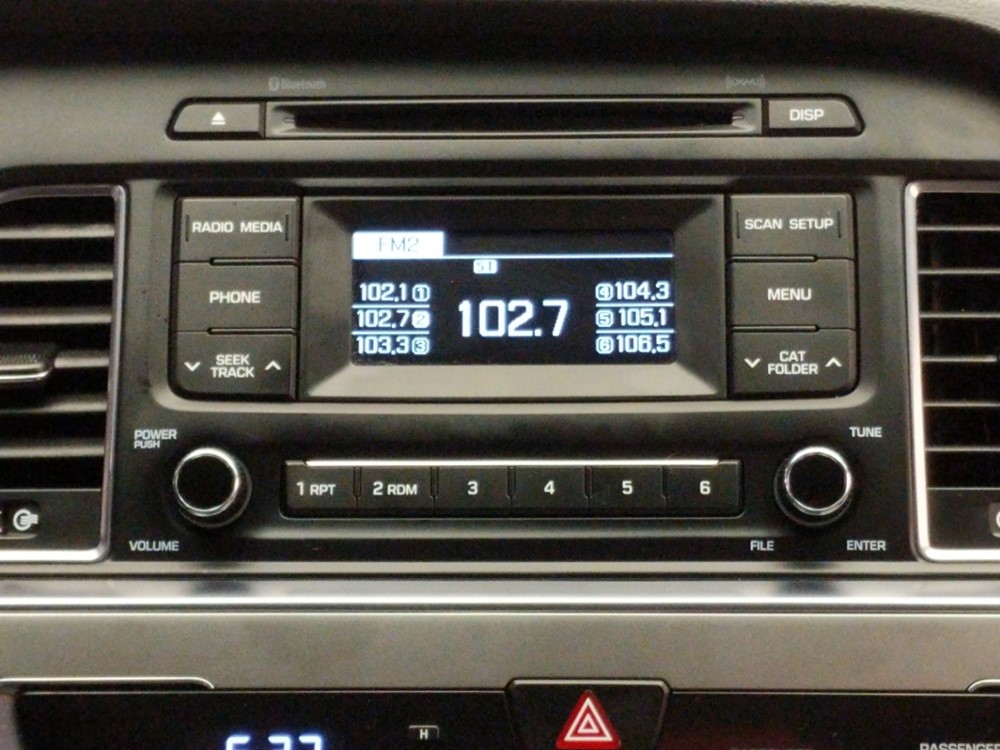 Bluetooth
DISP
RADIO MEDIA
SCAN SETUP
FM2
ST
102.1 1
4 104.3
PHONE
102.7
MENU
102.7 2
5 105.1
103.3 3
6 106.5
SEEK
TRACK
CAT
FOLDER
POWER
PUSH
TUNE
1 RPT
2 RDM
3
4
5
6
VOLUME
FILE
ENTER
H
PASSENGER